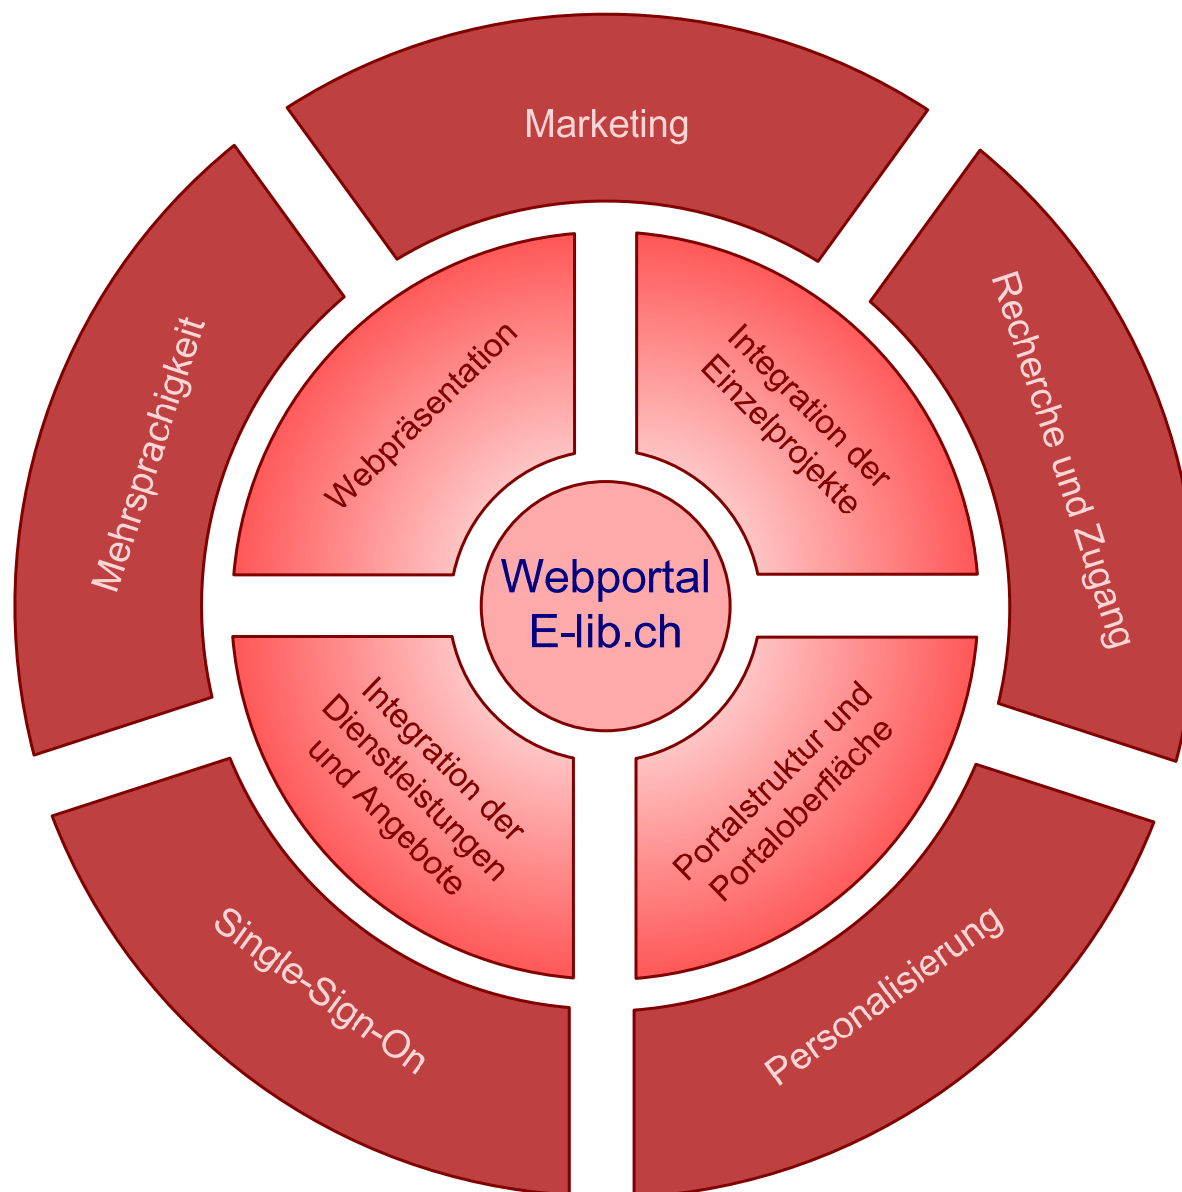 Marketing
Recherche und Zugang
Personalisierung
Single-Sign-On
Mehrsprachigkeit
Webpräsentation
Integration der
Einzelprojekte
Portalstruktur und
Portaloberfläche
Integration der
Dienstleistungen
und Angebote
Webportal
E-lib.ch